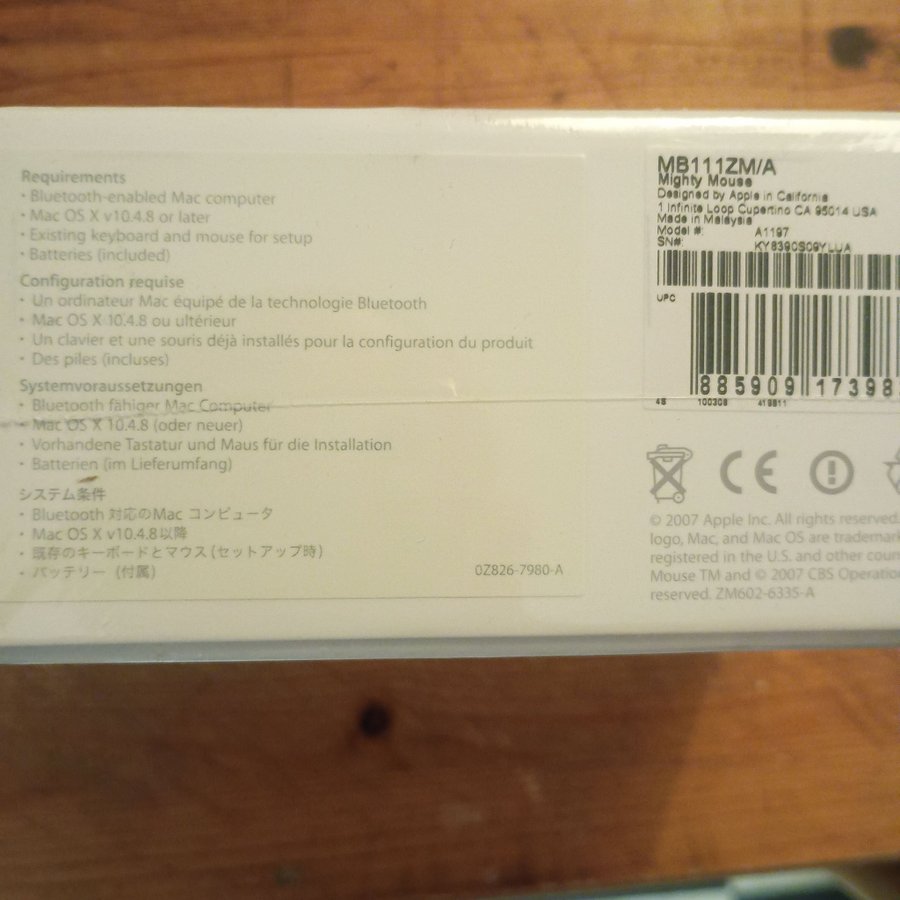 Requirements
• Bluetooth-enabled Mac computer
• Mac OS X v10.4.8 or later
• Existing keyboard and mouse for setup
• Batteries (included)
Configuration requise
• Un ordinateur Mac équipé de la technologie Bluetooth
• Mac OS X 10.4.8 ou ultérieur
• Un clavier et une souris déjà installés pour la configuration du produit
• Des piles (incluses)
Systemvoraussetzungen
• Bluetooth fähiger Mac Computer
• Mac OS X 10.4.8 (oder neuer)
• Vorhandene Tastatur und Maus für die Installation
• Batterien (im Lieferumfang)
システム条件
• Bluetooth 対応のMac コンピュータ
• Mac OS X v10.4.8以降
• 既存のキーボードとマウス(セットアップ時)
• バッテリー (付属)
0Z826-7980-A
MB111ZM/A
Mighty Mouse
Designed by Apple in California
1 Infinite Loop Cupertino CA 95014 USA
Made in Malaysia
Model #: A1197
SN#: KY8390S09YLUA
UPC
885909 17398
4S 100308 419811
CE
© 2007 Apple Inc. All rights reserved.
logo, Mac, and Mac OS are
registered in the U.S. and other
Mouse TM and © 2007 CBS
reserved. ZM602-6335-A